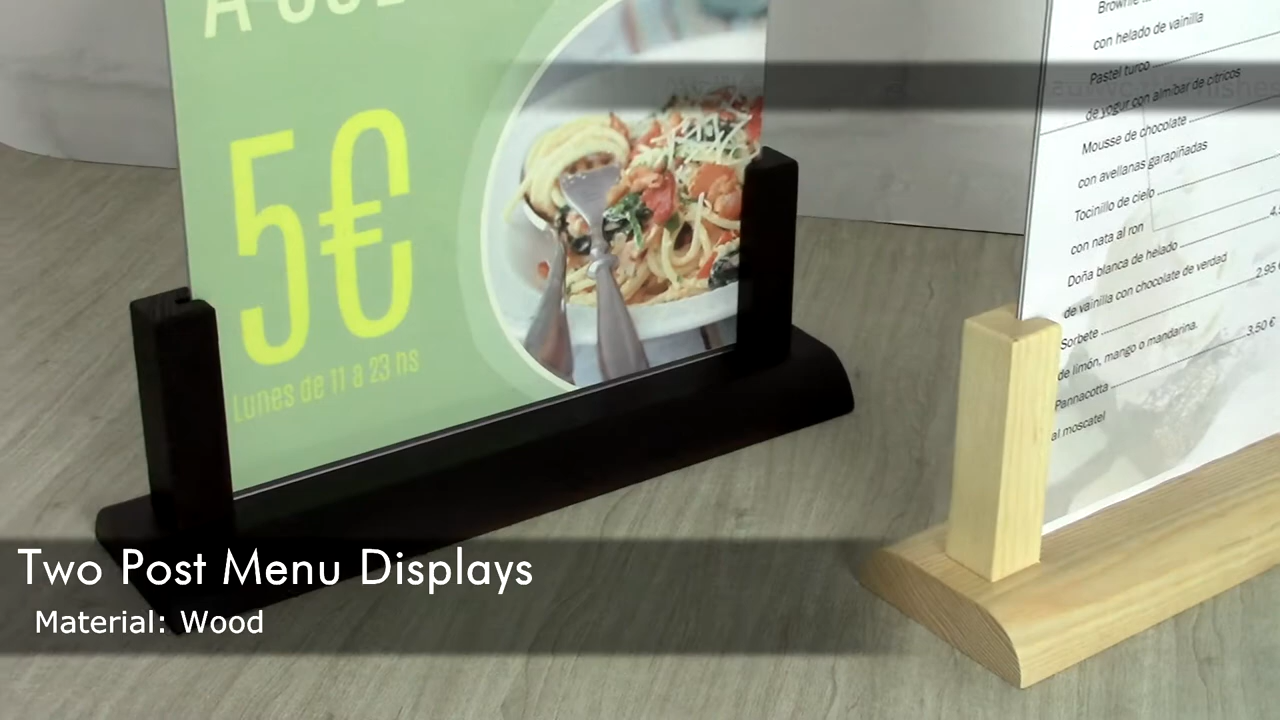 5€
Lunes de 11 a 23 hs
Brownie
con helado de vainilla
Pastel turco
de yogur con almíbar de cítricos
Mousse de chocolate
con avellanas garapiñadas
Tocinillo de cielo
con nata al ron
Doña blanca de helado
de vainilla con chocolate de verdad
2.95 €
Sorbete
de limón, mango o mandarina.
3,50 €
Pannacotta
al moscatel
Two Post Menu Displays
Material: Wood